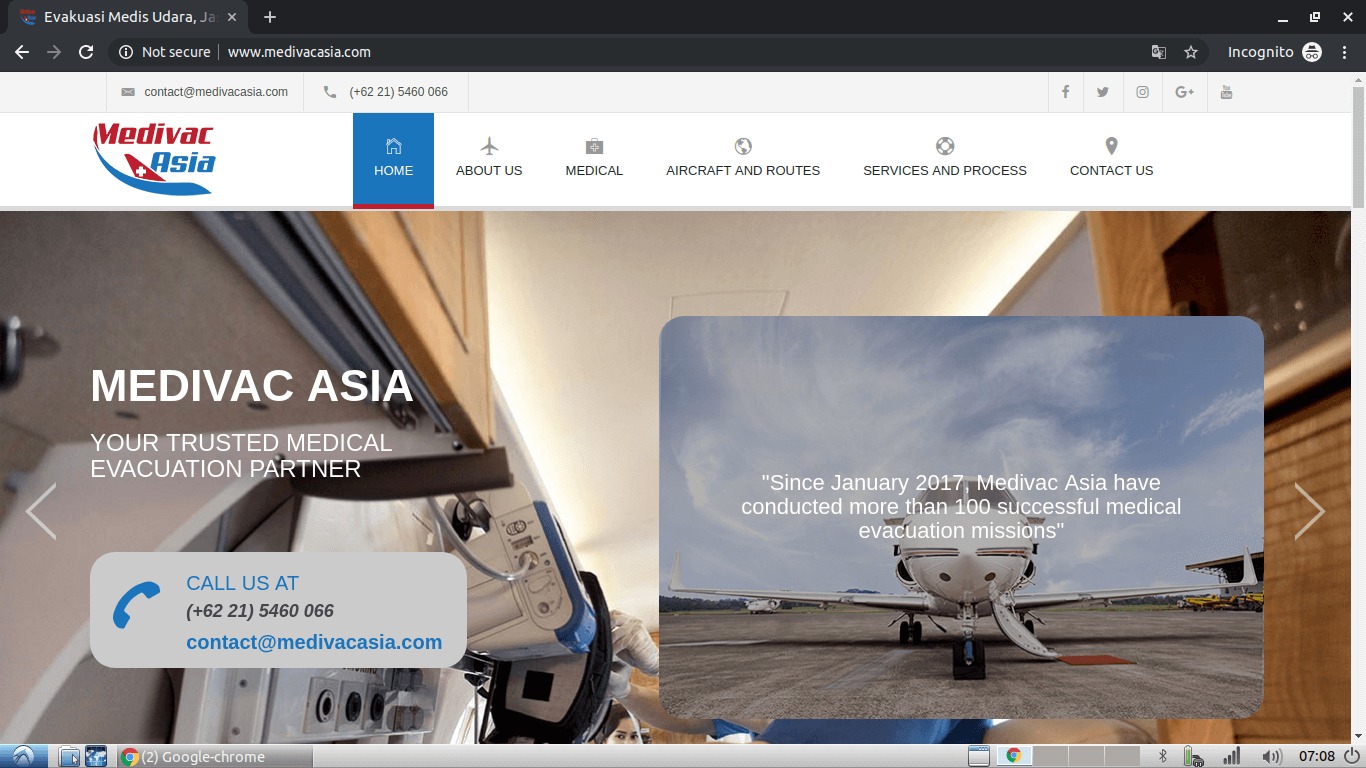 Evakuasi Medis Udara, Ja
Not secure
www.medivacasia.com
Incognito
contact@medivacasia.com
(+62 21) 5460 066
Medivac
Asia
HOME
ABOUT US
MEDICAL
AIRCRAFT AND ROUTES
SERVICES AND PROCESS
CONTACT US
MEDIVAC ASIA
YOUR TRUSTED MEDICAL
EVACUATION PARTNER
CALL US AT
(+62 21) 5460 066
contact@medivacasia.com
"Since January 2017, Medivac Asia have
conducted more than 100 successful medical
evacuation missions"
(2) Google-chrome
07:08